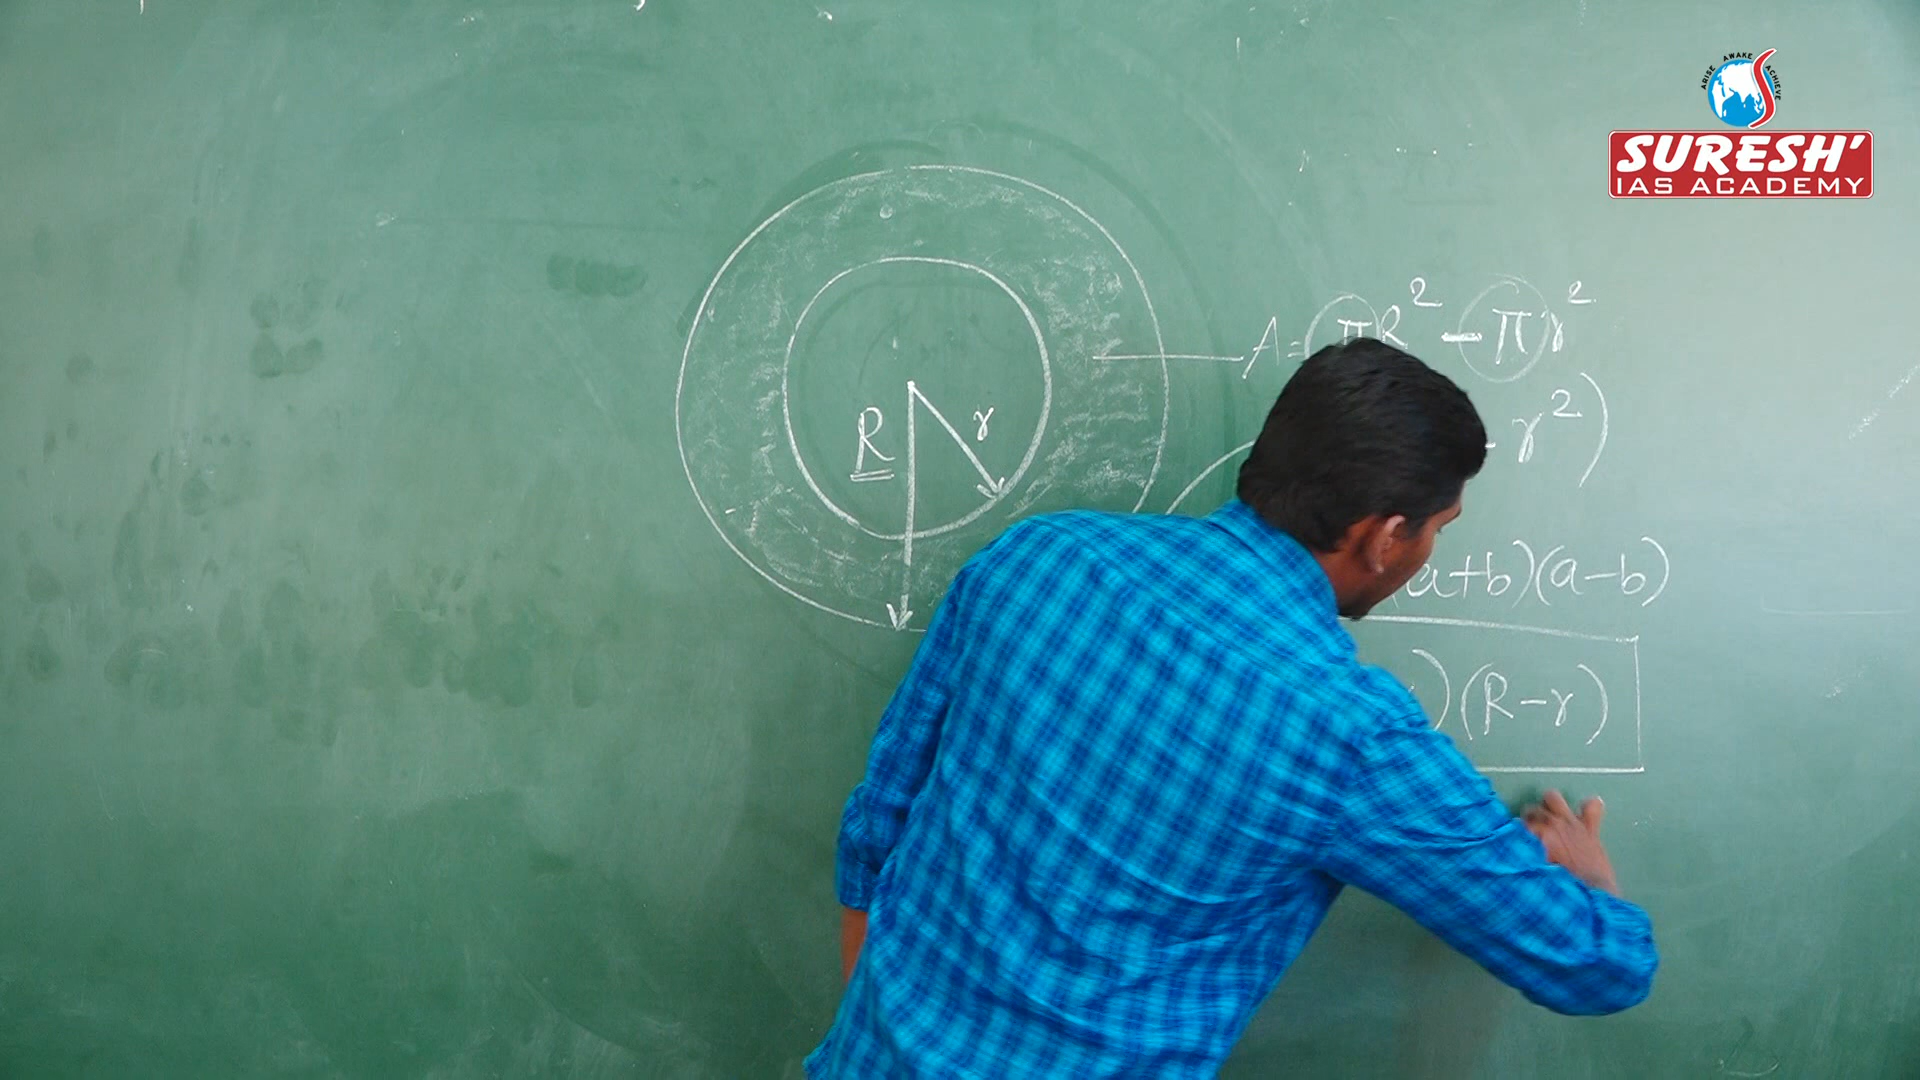 ARISE AWAKE ACHIEVE
SURESH'
IAS ACADEMY
A = πR² - πr²
R
r
- r²)
(a+b)(a-b)
)(R-r)